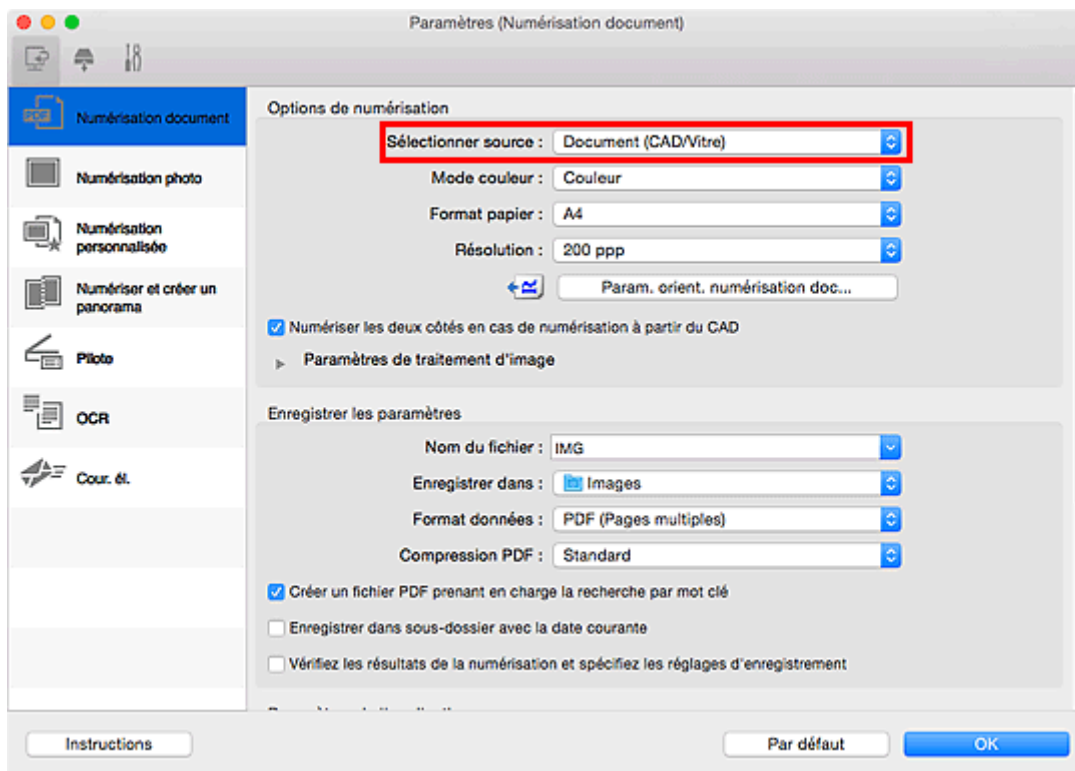 Paramètres (Numérisation document)
Numérisation document
Numérisation photo
Numérisation
personnalisée
Numériser et créer un
panorama
Pilote
OCR
Cour. él.
Options de numérisation
Sélectionner source : Document (CAD/Vitre)
Mode couleur : Couleur
Format papier : A4
Résolution : 200 ppp
Param. orient. numérisation doc...
Numériser les deux côtés en cas de numérisation à partir du CAD
Paramètres de traitement d'image
Enregistrer les paramètres
Nom du fichier : IMG
Enregistrer dans : Images
Format données : PDF (Pages multiples)
Compression PDF : Standard
Créer un fichier PDF prenant en charge la recherche par mot clé
Enregistrer dans sous-dossier avec la date courante
Vérifiez les résultats de la numérisation et spécifiez les réglages d'enregistrement
Instructions
Par défaut
OK